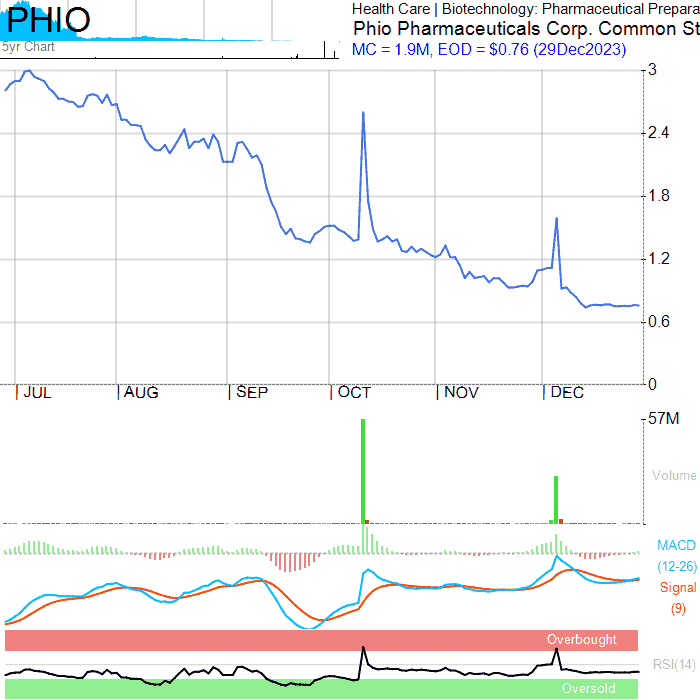 PHIO
5yr Chart
Health Care | Biotechnology: Pharmaceutical Prepara
Phio Pharmaceuticals Corp. Common St
MC = 1.9M, EOD = $0.76 (29Dec2023)
3
2.4
1.8
1.2
0.6
0
JUL AUG SEP OCT NOV DEC
57M
Volume
MACD
(12-26)
Signal
(9)
Overbought
RSI(14)
Oversold